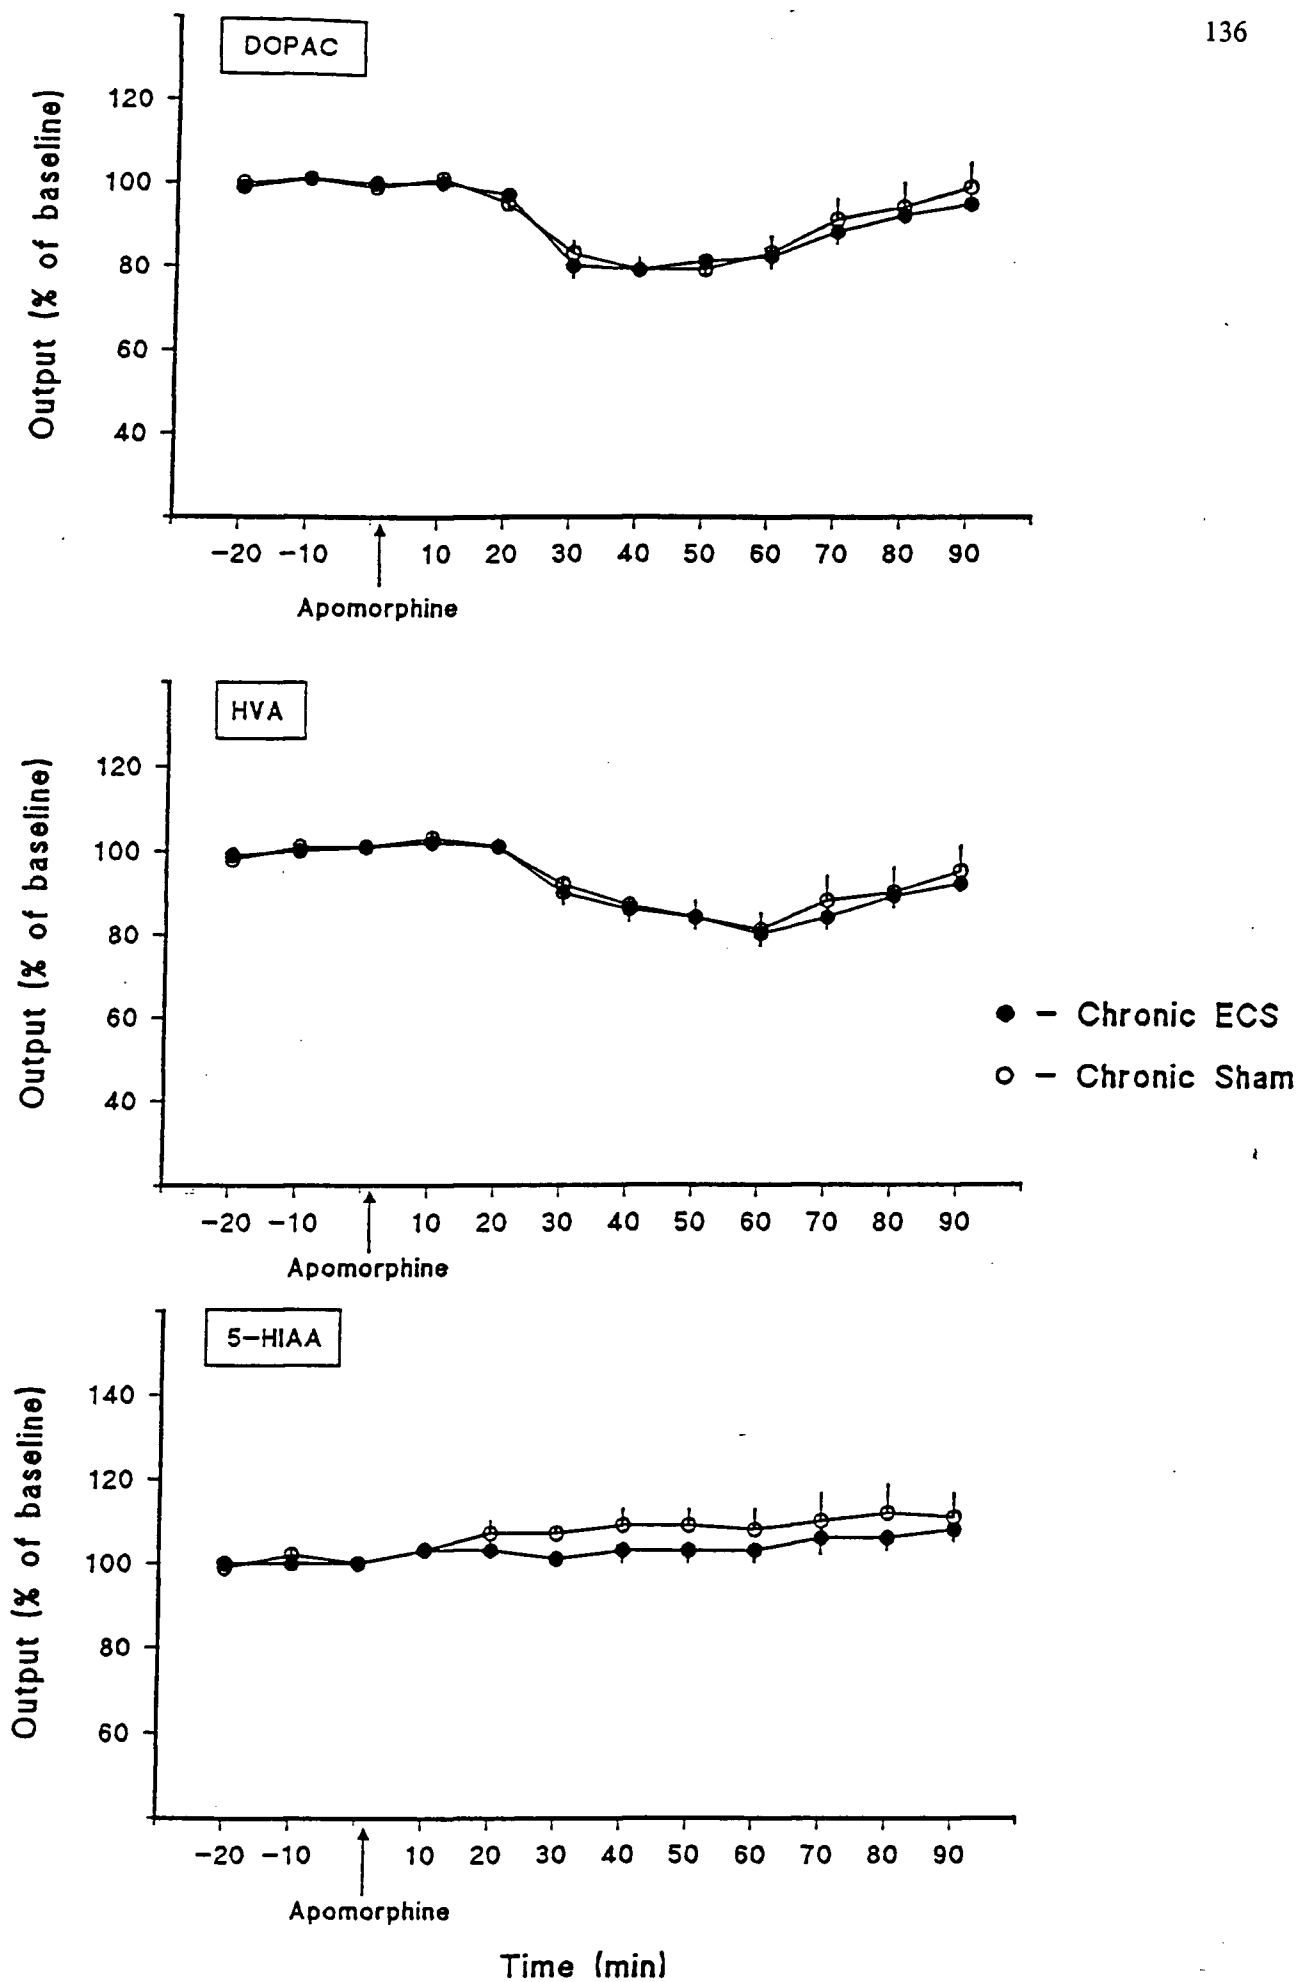 136
DOPAC
Output (% of baseline)
120
100
80
60
40
-20 -10 10 20 30 40 50 60 70 80 90
Apomorphine
HVA
Output (% of baseline)
120
100
80
60
40
● - Chronic ECS
○ - Chronic Sham
-20 -10 10 20 30 40 50 60 70 80 90
Apomorphine
5-HIAA
Output (% of baseline)
140
120
100
80
60
-20 -10 10 20 30 40 50 60 70 80 90
Apomorphine
Time (min)